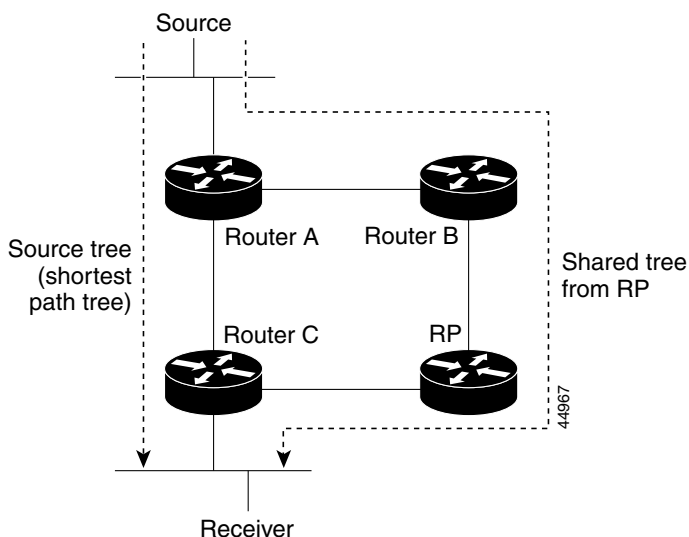 Source
Router A
Router B
Source tree
(shortest
path tree)
Shared tree
from RP
Router C
RP
44967
Receiver